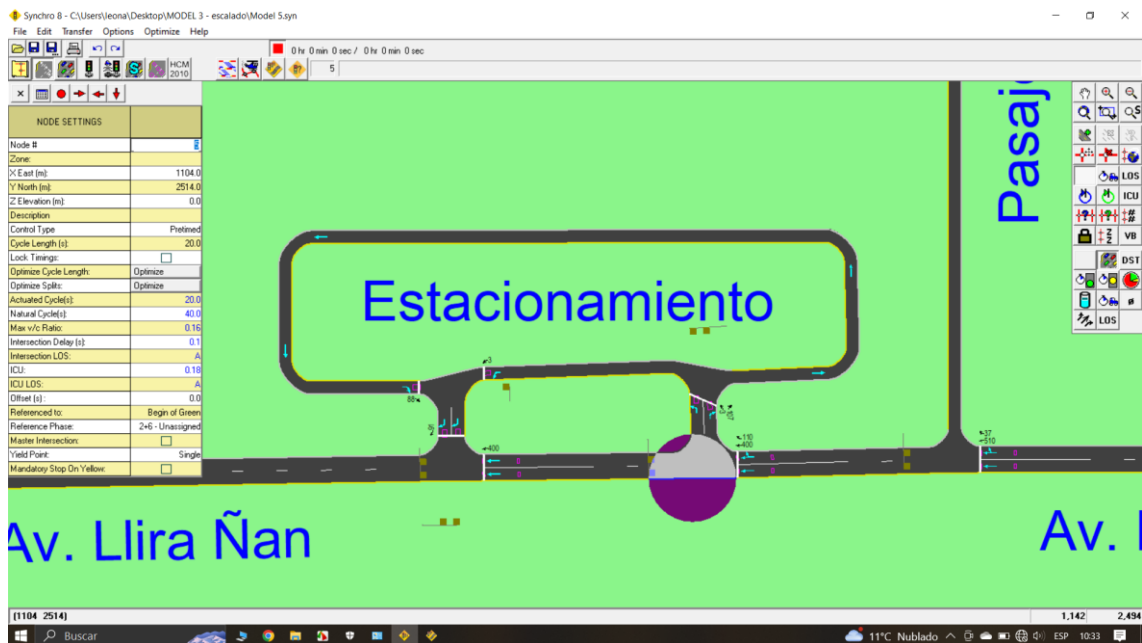 Synchro 8 - C:\Users\leona\Desktop\MODEL 3 - escalado\Model 5.syn
File Edit Transfer Options Optimize Help
0 hr 0 min 0 sec / 0 hr 0 min 0 sec
HCM 2010
5
NODE SETTINGS
Node # 5
Zone:
X East (m): 1104.0
Y North (m): 2514.0
Z Elevation (m): 0.0
Description
Control Type Pretimed
Cycle Length (s): 20.0
Lock Timings:
Optimize Cycle Length: Optimize
Optimize Splits: Optimize
Actuated Cycle(s): 20.0
Natural Cycle(s): 40.0
Max v/c Ratio: 0.16
Intersection Delay (s): 0.1
Intersection LOS: A
ICU: 0.18
ICU LOS: A
Offset (s) : 0.0
Referenced to: Begin of Green
Reference Phase: 2+6 - Unassigned
Master Intersection:
Yield Point: Single
Mandatory Stop On Yellow:
Pasaj
LOS
ICU
VB
DST
LOS
Estacionamiento
3
88
400
110
400
37
510
Av. Llira Ñan
Av.
(1104 2514)
1,142 2,494
Buscar
11°C Nublado
ESP 10:33